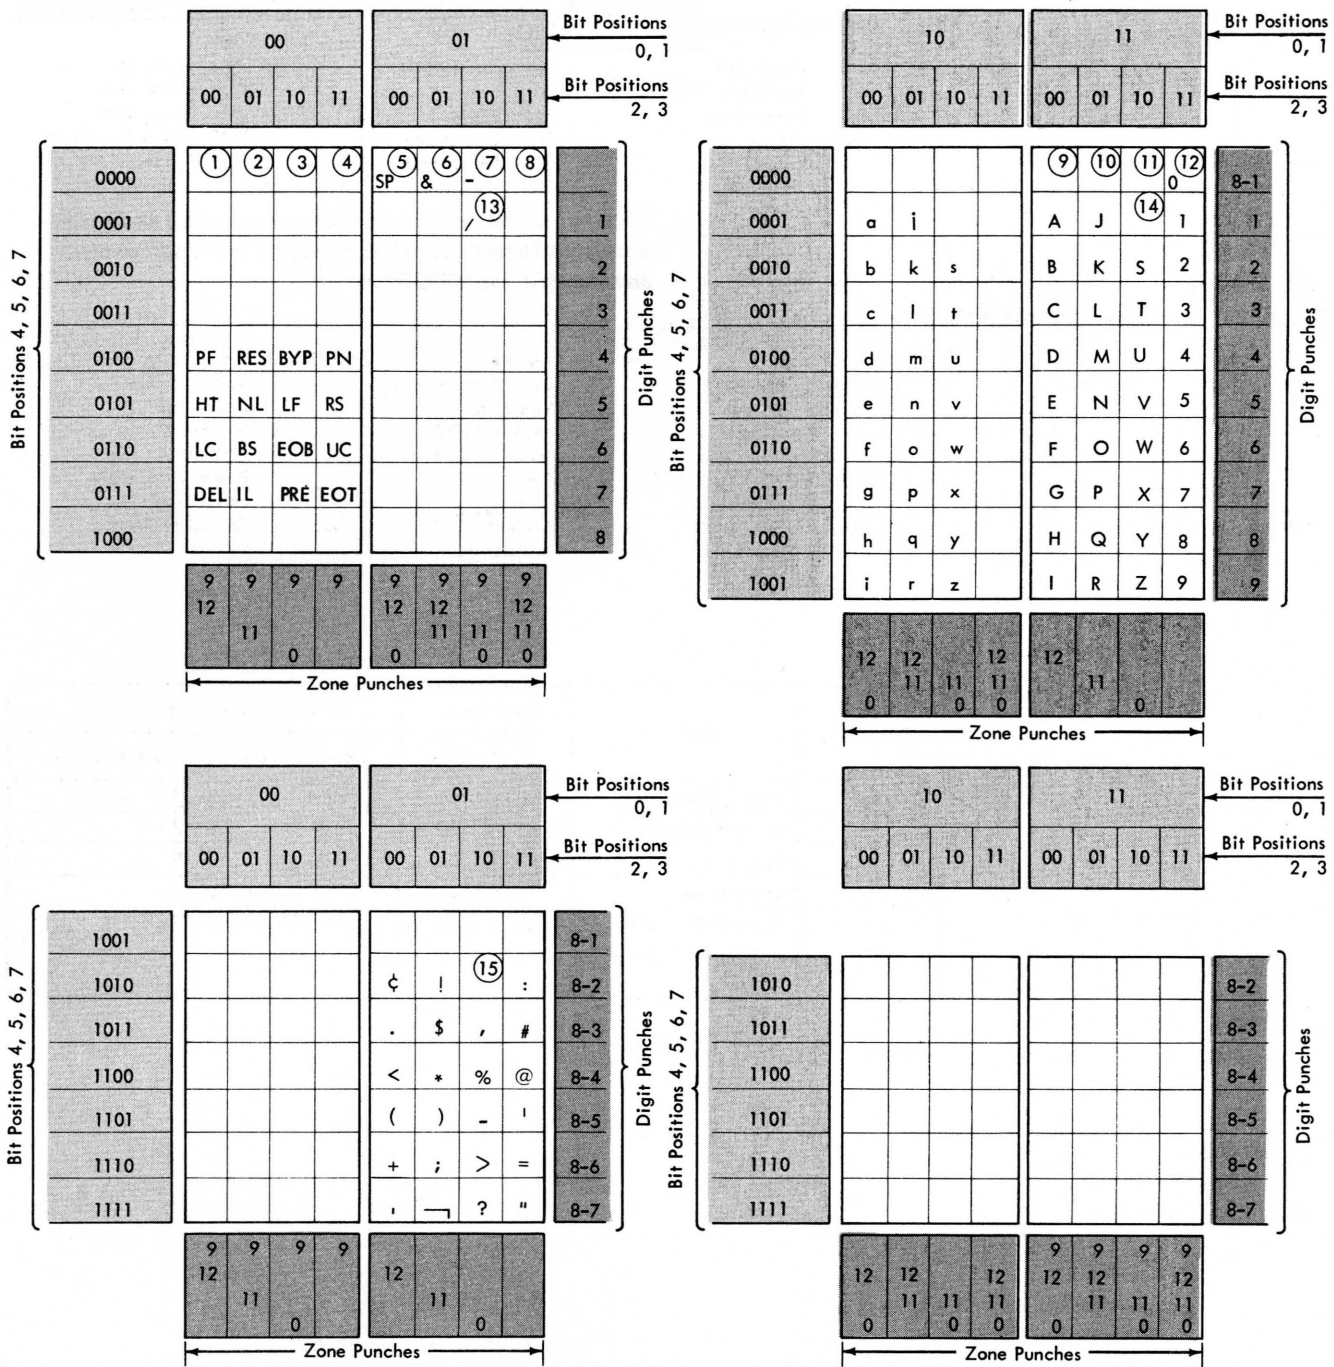 00 01 Bit Positions 0, 1
00 01 10 11 00 01 10 11 Bit Positions 2, 3
Bit Positions 4, 5, 6, 7
0000 ① ② ③ ④ SP ⑤ & ⑥ - ⑦ ⑧
0001 / ⑬ 1
0010 2
0011 3
0100 PF RES BYP PN 4
0101 HT NL LF RS 5
0110 LC BS EOB UC 6
0111 DEL IL PRE EOT 7
1000 8
Digit Punches
9 9 9 9 9 9 9 9
12 12 12 12
11 11 11 11
0 0 0 0
Zone Punches
10 11 Bit Positions 0, 1
00 01 10 11 00 01 10 11 Bit Positions 2, 3
Bit Positions 4, 5, 6, 7
0000 ⑨ ⑩ ⑪ ⑫ 0 8-1
0001 a j A J ⑭ 1 1
0010 b k s B K S 2 2
0011 c l t C L T 3 3
0100 d m u D M U 4 4
0101 e n v E N V 5 5
0110 f o w F O W 6 6
0111 g p x G P X 7 7
1000 h q y H Q Y 8 8
1001 i r z I R Z 9 9
Digit Punches
12 12 12 12
11 11 11 11
0 0 0 0
Zone Punches
00 01 Bit Positions 0, 1
00 01 10 11 00 01 10 11 Bit Positions 2, 3
Bit Positions 4, 5, 6, 7
1001 8-1
1010 ¢ ! ⑮ : 8-2
1011 . $ , # 8-3
1100 < * % @ 8-4
1101 ( ) _ ' 8-5
1110 + ; > = 8-6
1111 ı ¬ ? " 8-7
Digit Punches
9 9 9 9
12 12
11 11
0 0
Zone Punches
10 11 Bit Positions 0, 1
00 01 10 11 00 01 10 11 Bit Positions 2, 3
Bit Positions 4, 5, 6, 7
1010 8-2
1011 8-3
1100 8-4
1101 8-5
1110 8-6
1111 8-7
Digit Punches
9 9 9 9
12 12 12 12 12 12
11 11 11 11 11 11
0 0 0 0 0 0
Zone Punches